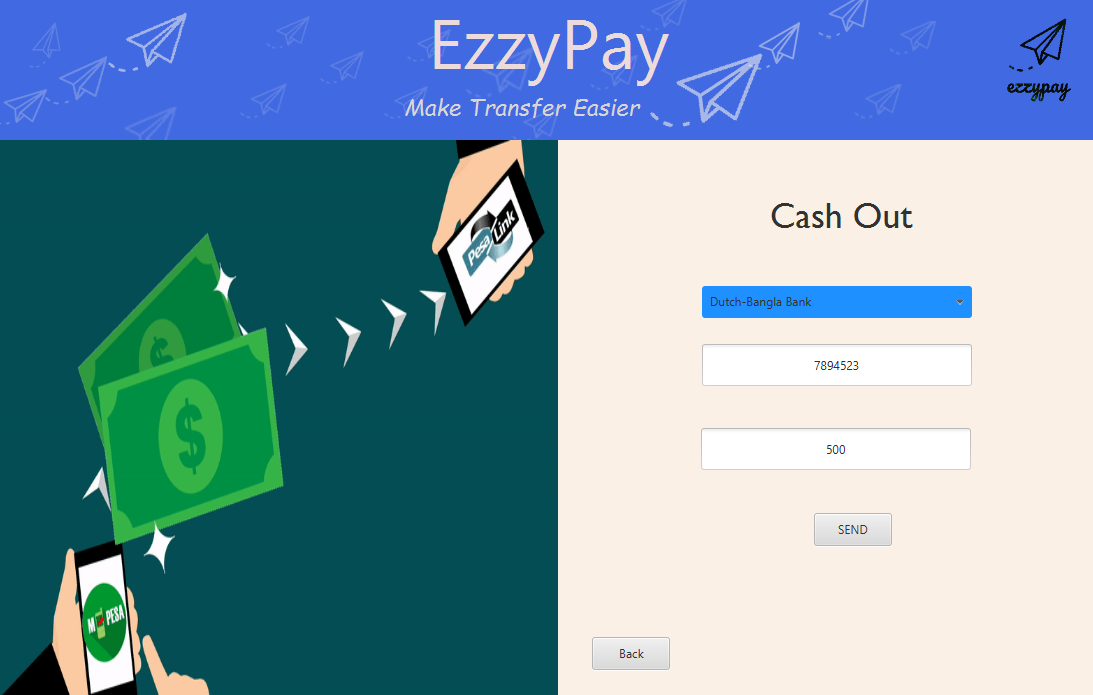 EzzyPay
Make Transfer Easier
ezzypay
Pesa Link
Cash Out
Dutch-Bangla Bank
7894523
500
SEND
M PESA
Back